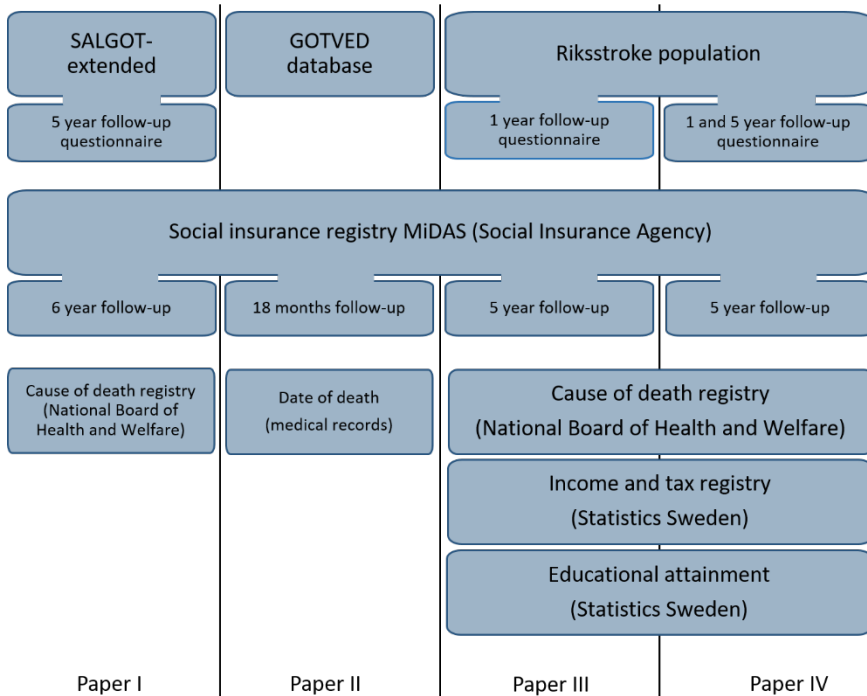 SALGOT-
extended
GOTVED
database
Riksstroke population
5 year follow-up
questionnaire
1 year follow-up
questionnaire
1 and 5 year follow-up
questionnaire
Social insurance registry MiDAS (Social Insurance Agency)
6 year follow-up
18 months follow-up
5 year follow-up
5 year follow-up
Cause of death registry
(National Board of
Health and Welfare)
Date of death
(medical records)
Cause of death registry
(National Board of Health and Welfare)
Income and tax registry
(Statistics Sweden)
Educational attainment
(Statistics Sweden)
Paper I
Paper II
Paper III
Paper IV